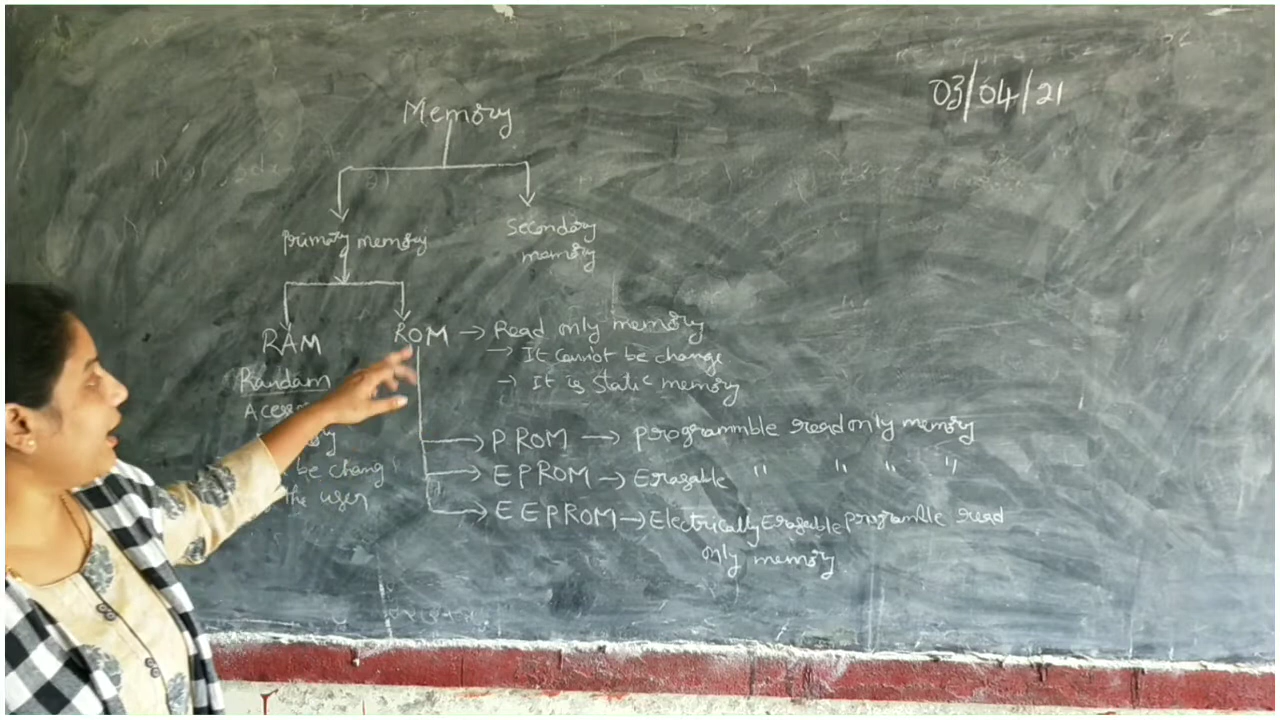 03/04/21
Memory
Primary memory
Secondary
memory
RAM
Randam
be chang
the user
ROM → Read only memory
→ It cannot be change
→ It is Static memory
PROM → programmble read only memory
EPROM → Erasable " " " "
EEPROM → Electrically Erasable programble read
only memory